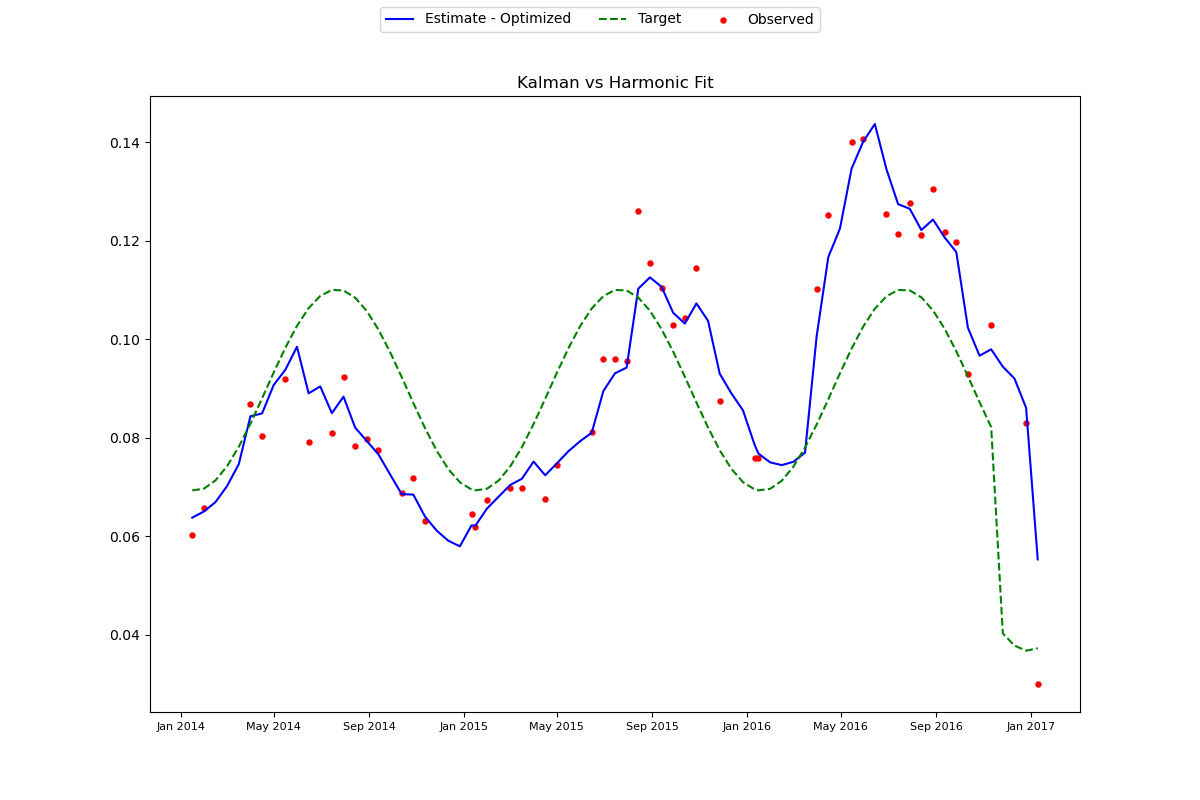 Estimate - Optimized Target Observed
Kalman vs Harmonic Fit
0.14
0.12
0.10
0.08
0.06
0.04
Jan 2014 May 2014 Sep 2014 Jan 2015 May 2015 Sep 2015 Jan 2016 May 2016 Sep 2016 Jan 2017